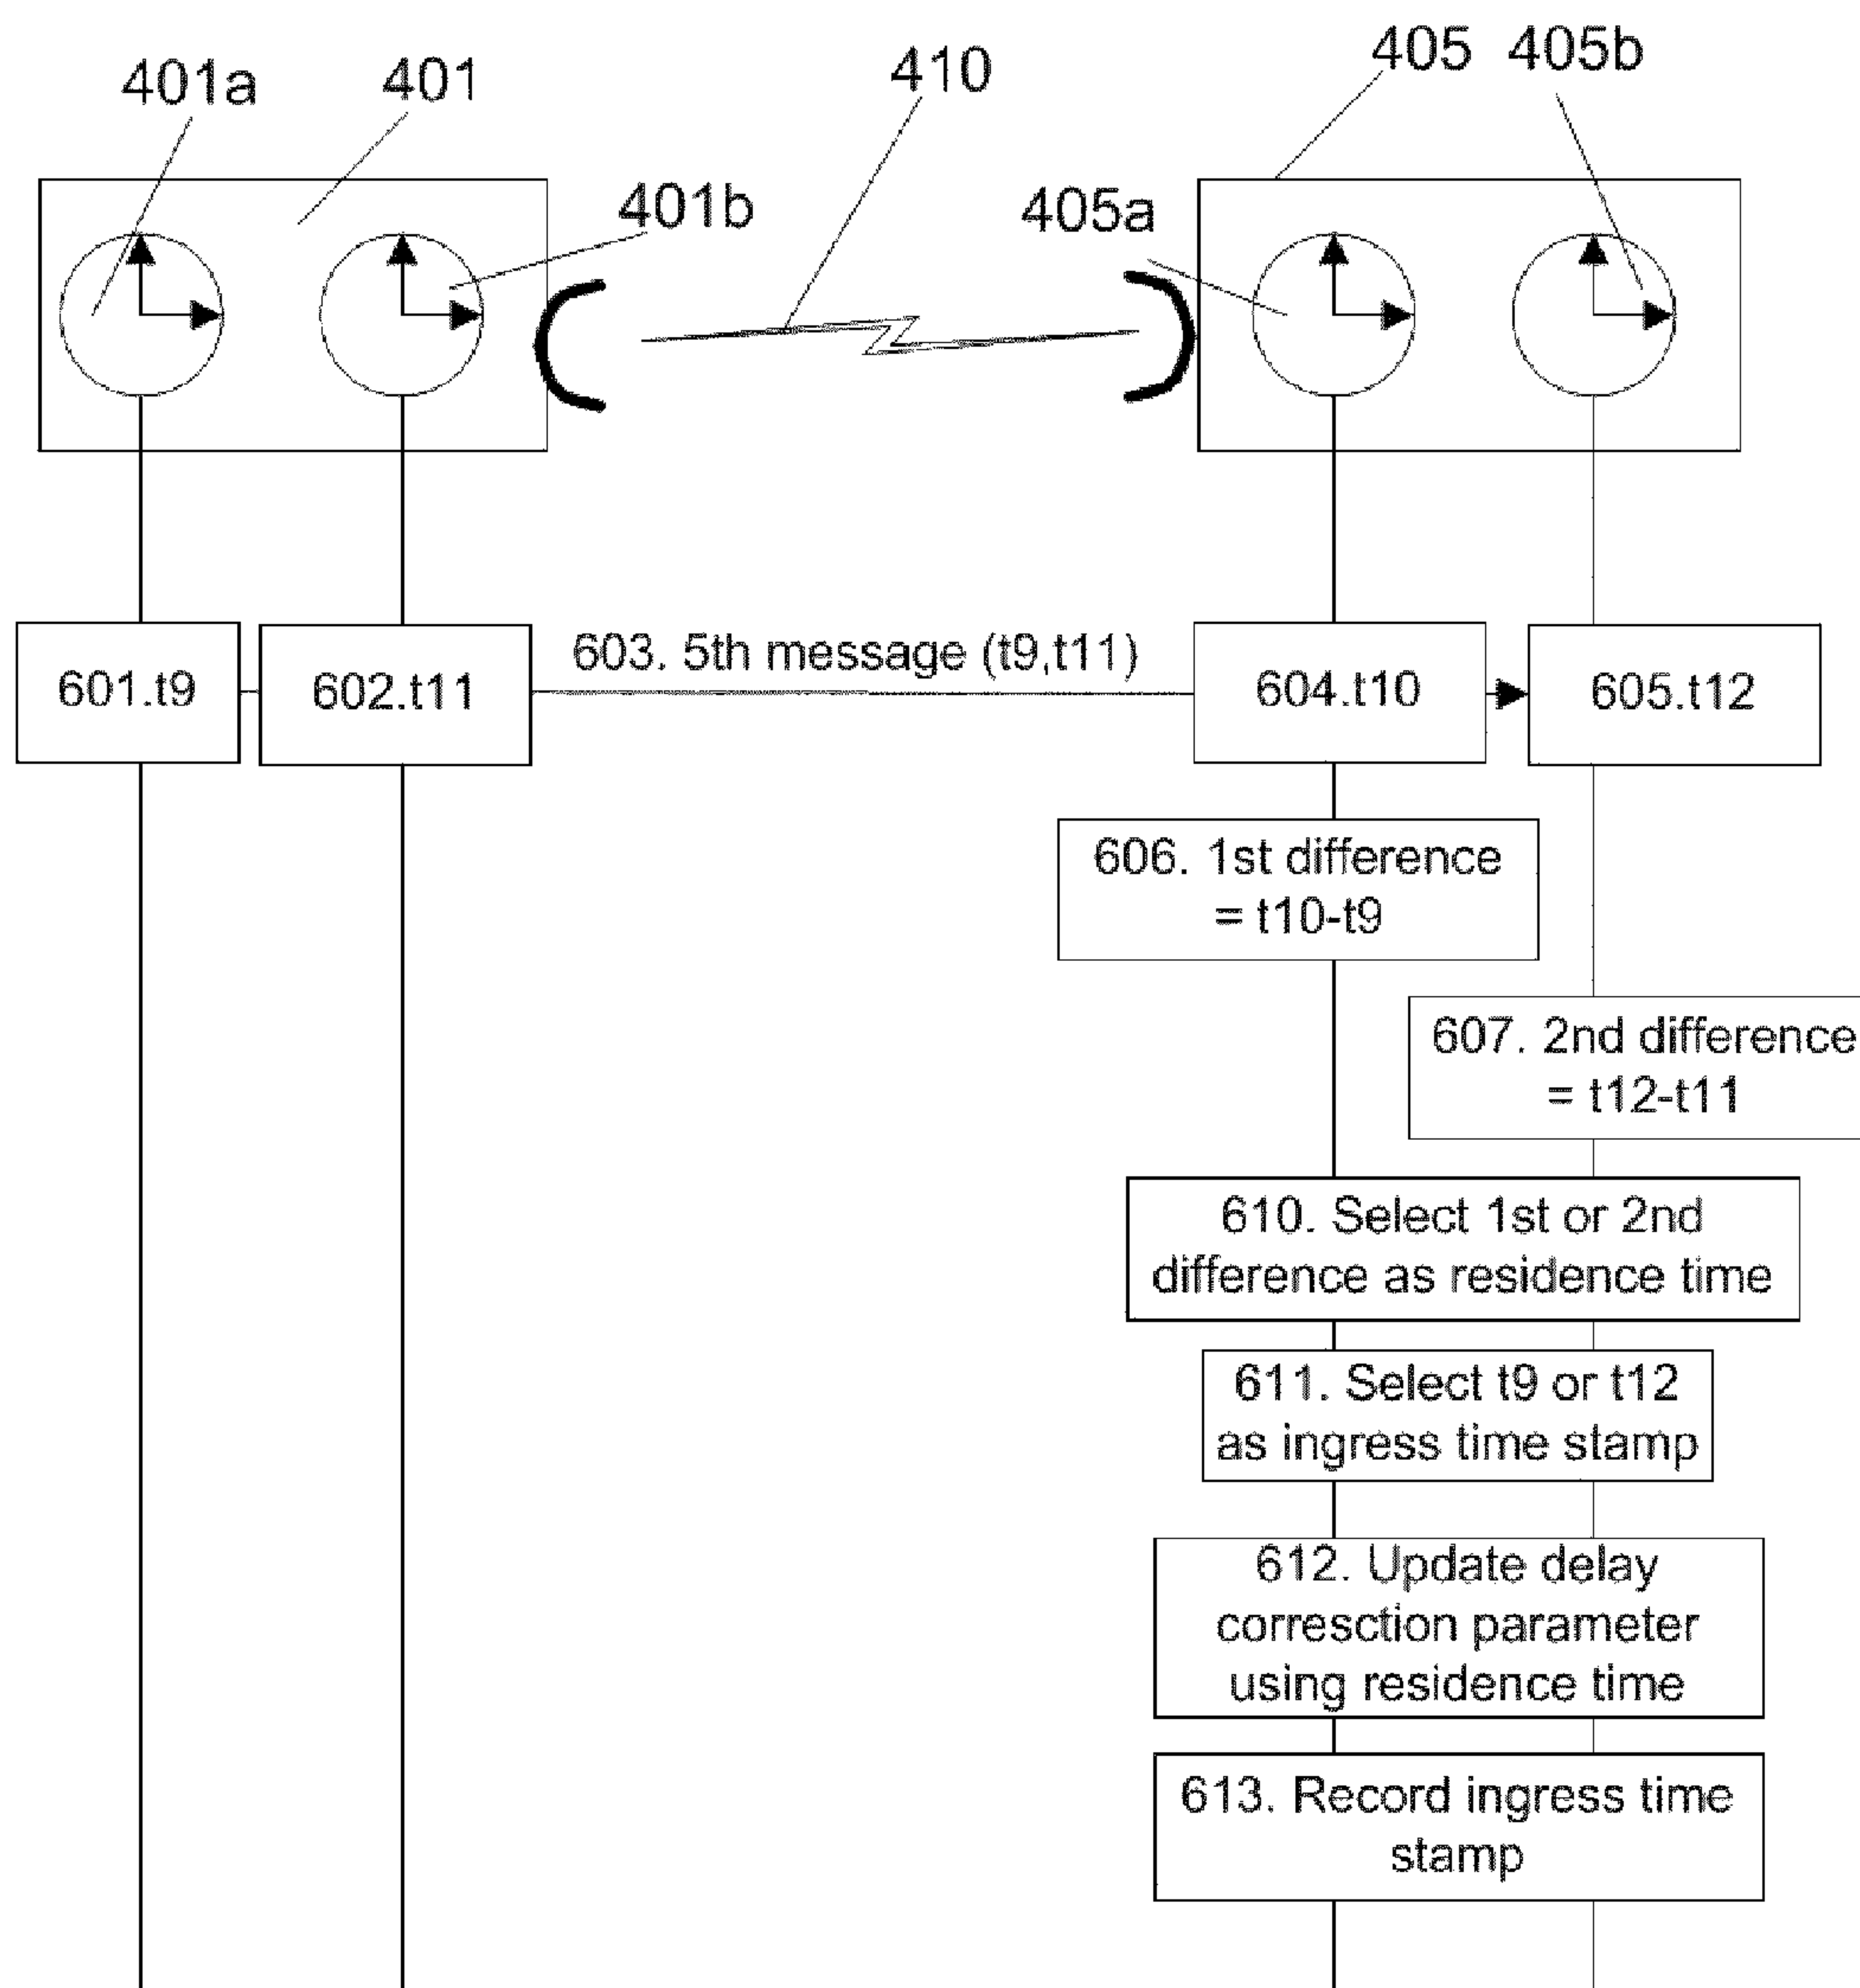 401a
401
410
405
405b
401b
405a
603. 5th message (t9,t11)
601.t9
602.t11
604.t10
605.t12
606. 1st difference
= t10-t9
607. 2nd difference
= t12-t11
610. Select 1st or 2nd
difference as residence time
611. Select t9 or t12
as ingress time stamp
612. Update delay
corresction parameter
using residence time
613. Record ingress time
stamp